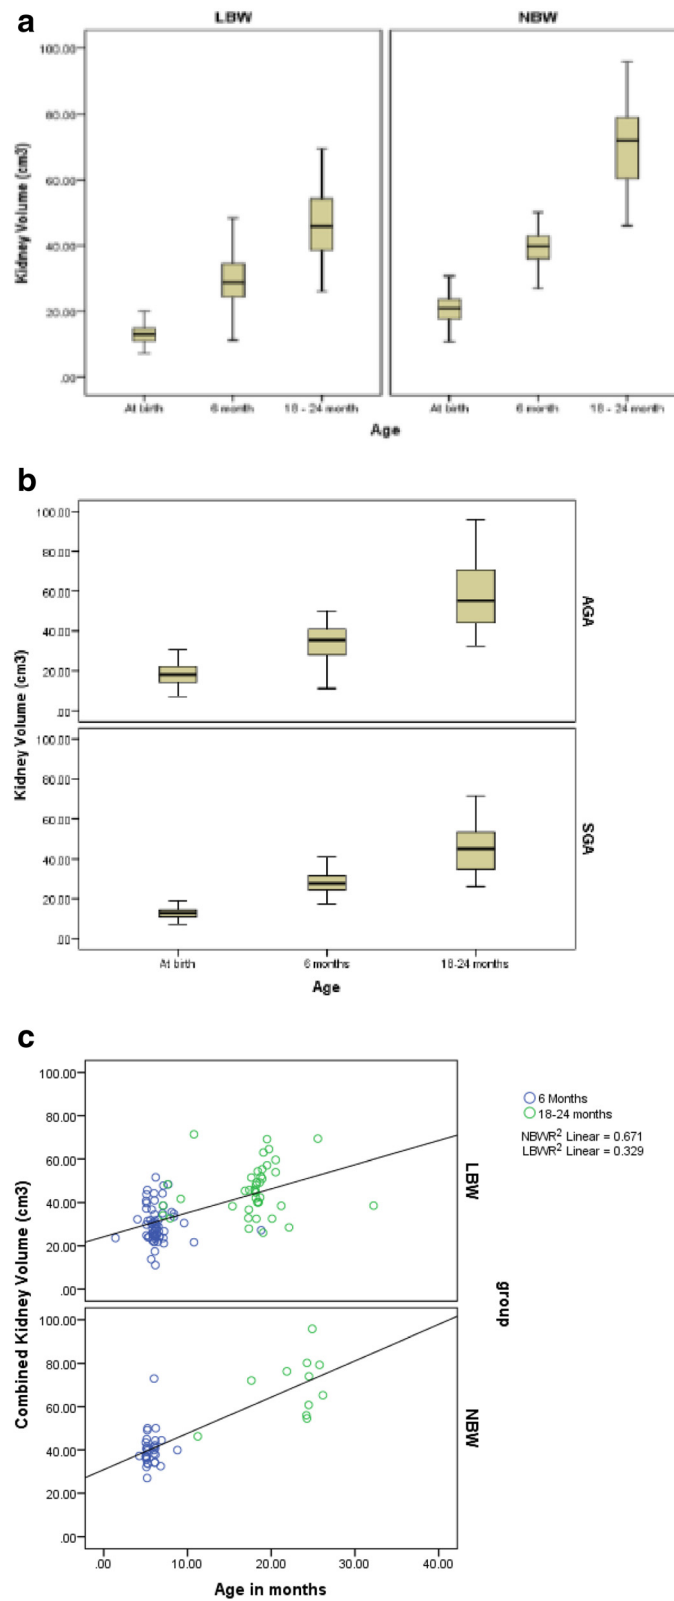 a
LBW
NBW
100.00
80.00
60.00
40.00
20.00
.00
Kidney Volume (cm3)
At birth
6 month
18 - 24 month
At birth
6 month
18 - 24 month
Age
b
100.00
80.00
60.00
40.00
20.00
.00
AGA
100.00
80.00
60.00
40.00
20.00
.00
SGA
Kidney Volume (cm3)
At birth
6 months
18-24 months
Age
c
100.00
80.00
60.00
40.00
20.00
.00
LBW
100.00
80.00
60.00
40.00
20.00
.00
NBW
group
Combined Kidney Volume (cm3)
.00
10.00
20.00
30.00
40.00
Age in months
6 Months
18-24 months
NBWR2 Linear = 0.671
LBWR2 Linear = 0.329